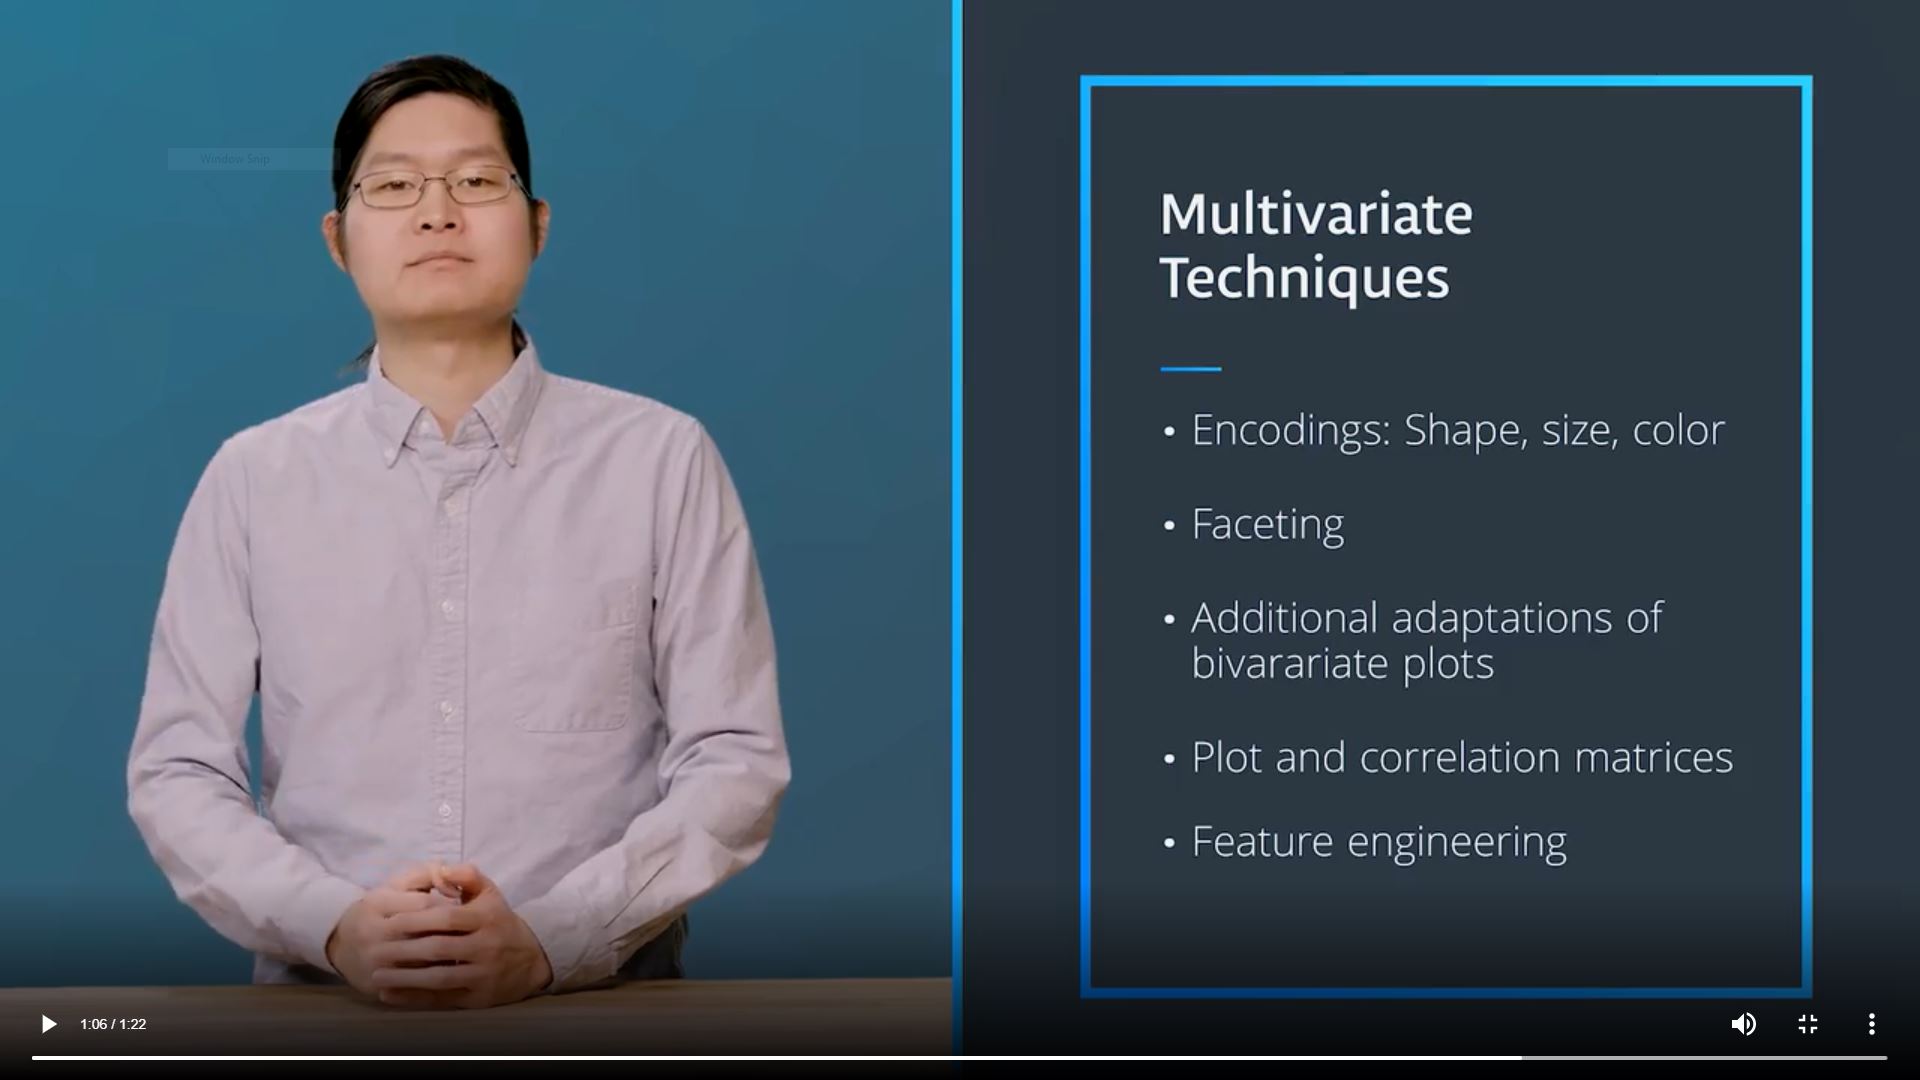 Window Snip
Multivariate
Techniques
• Encodings: Shape, size, color
• Faceting
• Additional adaptations of
bivarariate plots
• Plot and correlation matrices
• Feature engineering
1:06 / 1:22